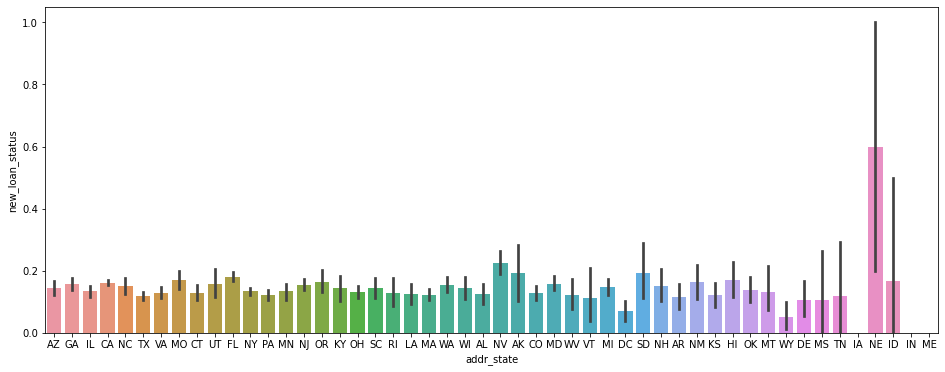 new_loan_status
1.0
0.8
0.6
0.4
0.2
0.0
AZ GA IL CA NC TX VA MO CT UT FL NY PA MN NJ OR KY OH SC RI LA MA WA WI AL NV AK CO MD WV VT MI DC SD NH AR NM KS HI OK MT WY DE MS TN IA NE ID IN ME
addr_state